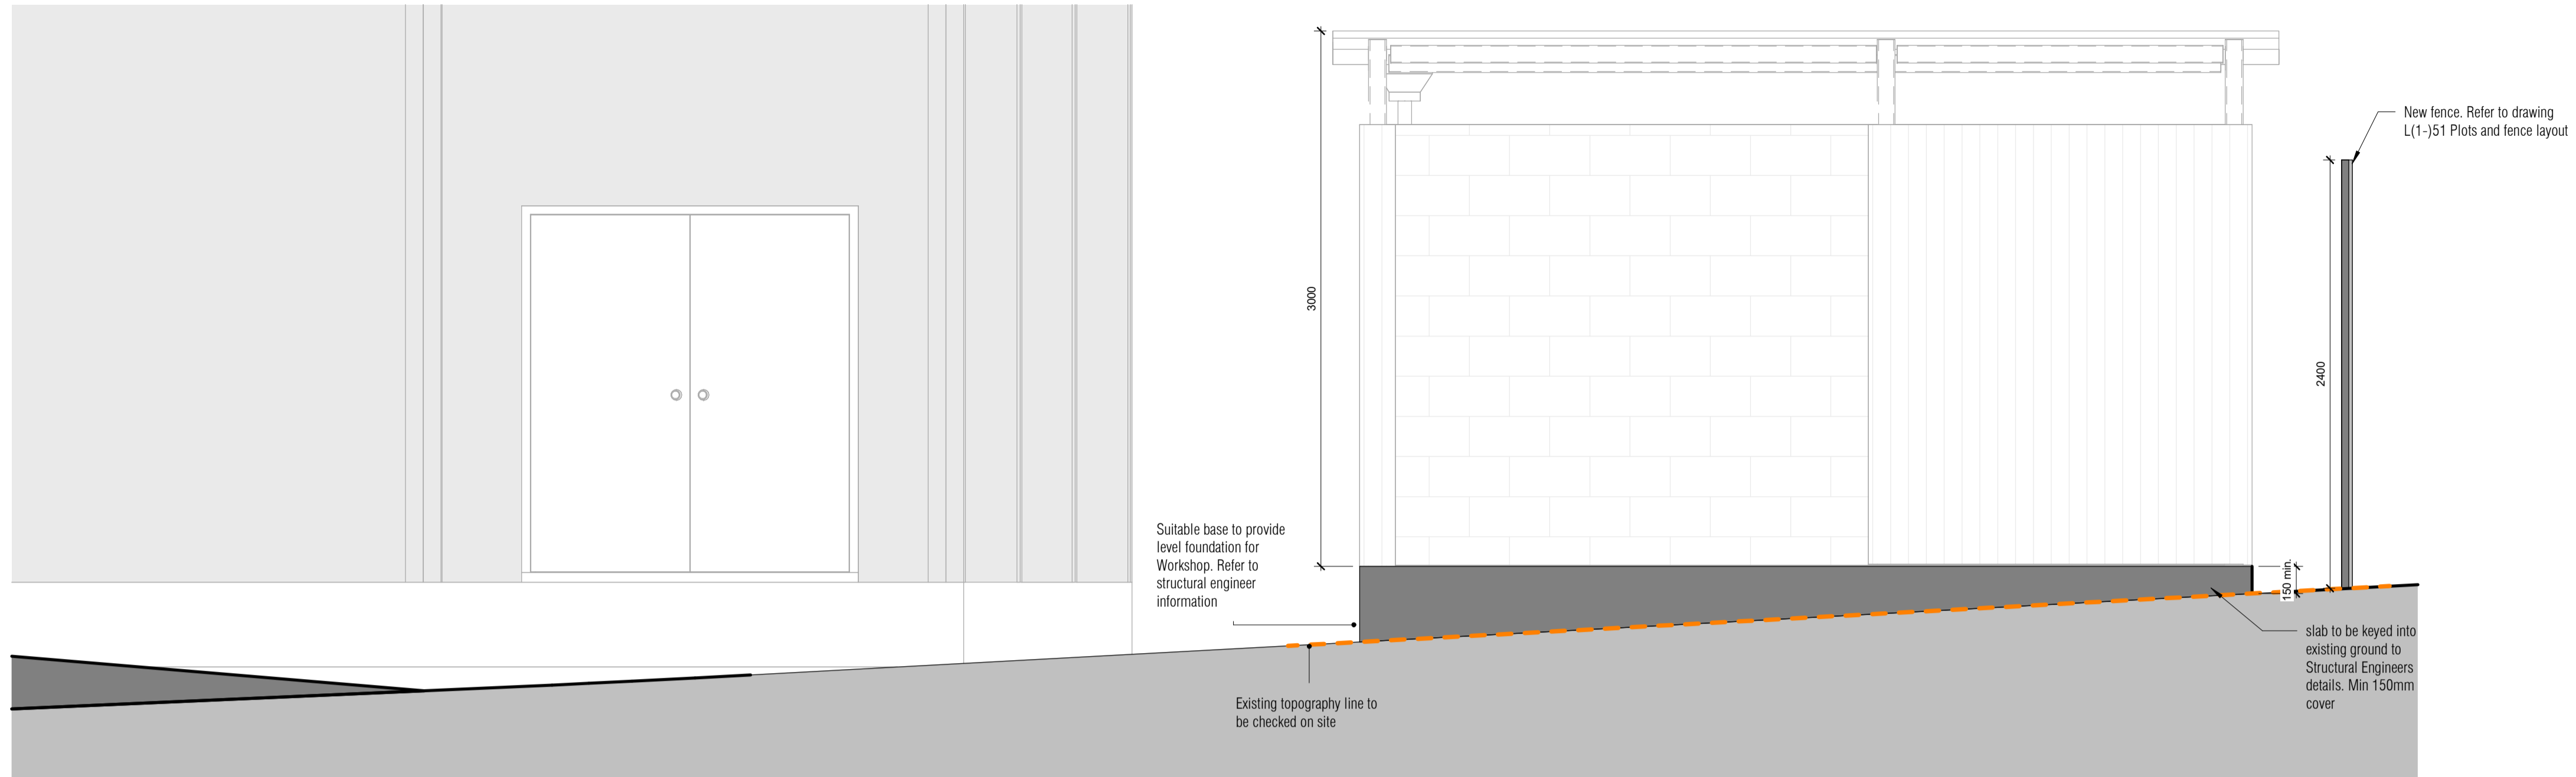 New fence. Refer to drawing
L(1-)51 Plots and fence layout
3000
2400
Suitable base to provide
level foundation for
Workshop. Refer to
structural engineer
information
150 min.
slab to be keyed into
existing ground to
Structural Engineers
details. Min 150mm
cover
Existing topography line to
be checked on site